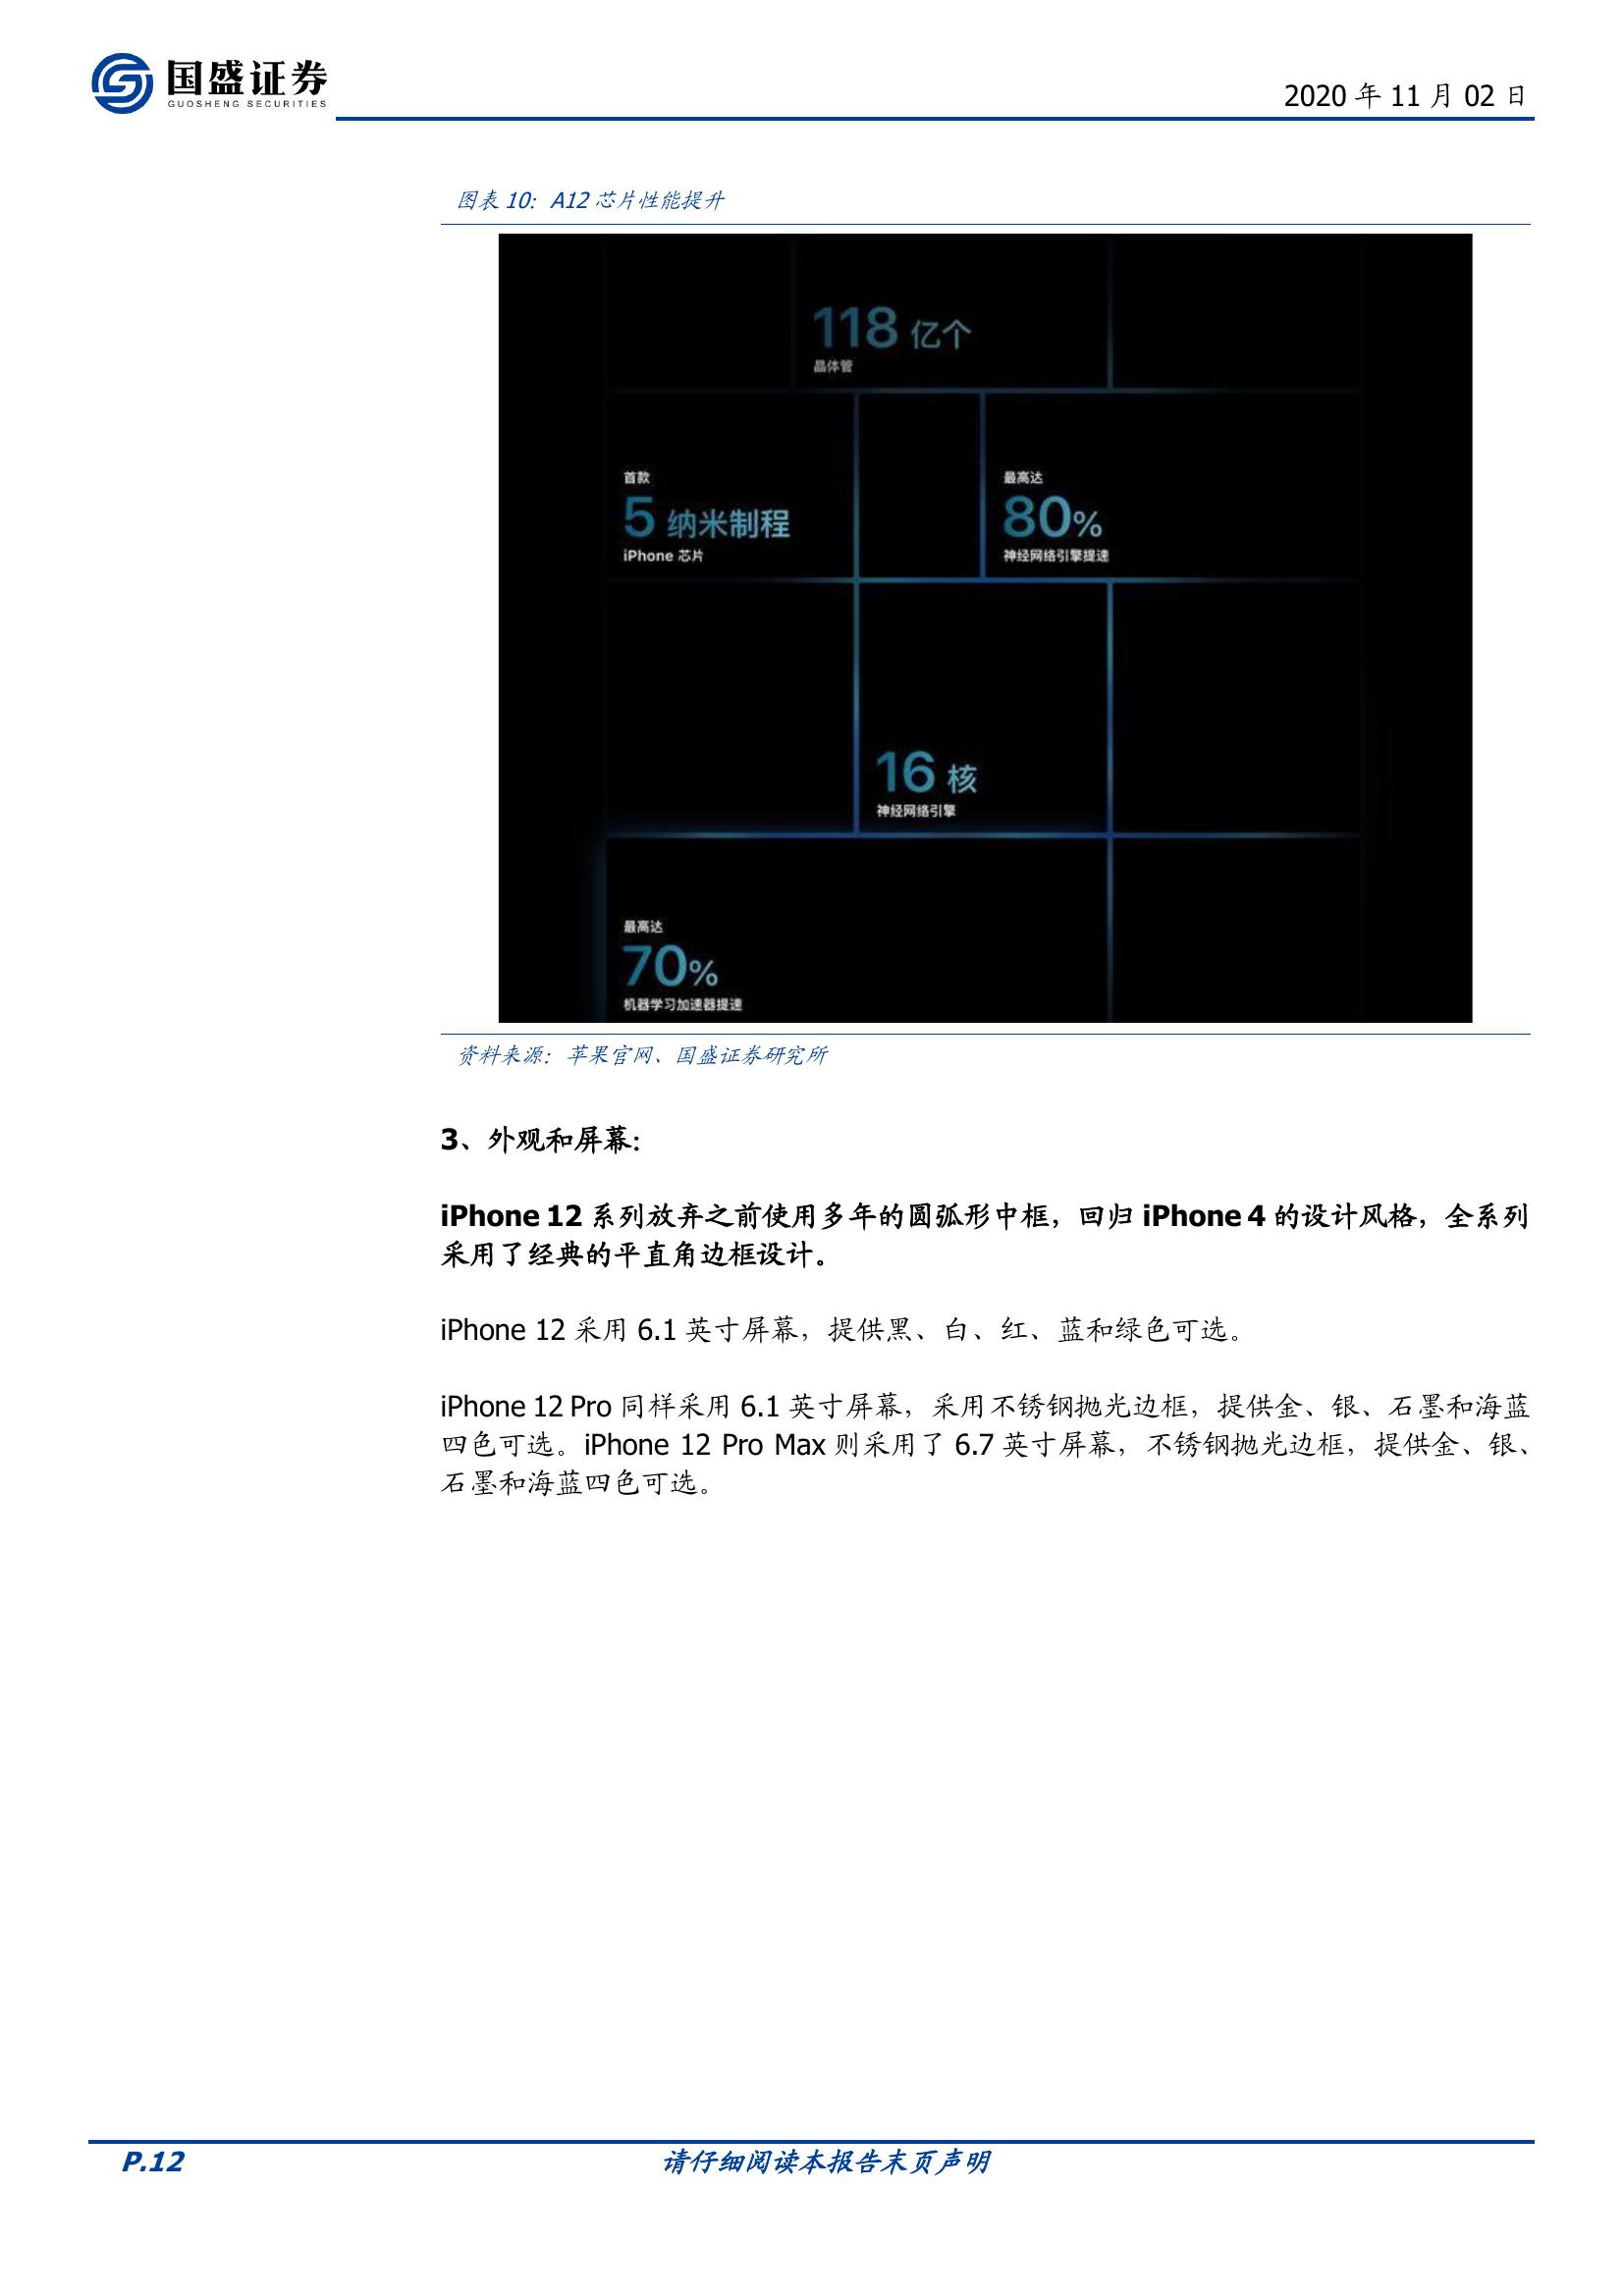 国盛证券
GUOSHENG SECURITIES
2020 年 11 月 02 日
图表 10：A12 芯片性能提升
118 亿个
晶体管
首款
5 纳米制程
iPhone 芯片
最高达
80%
神经网络引擎提速
16 核
神经网络引擎
最高达
70%
机器学习加速器提速
资料来源：苹果官网、国盛证券研究所
3、外观和屏幕：
iPhone 12 系列放弃之前使用多年的圆弧形中框，回归 iPhone 4 的设计风格，全系列
采用了经典的平直角边框设计。
iPhone 12 采用 6.1 英寸屏幕，提供黑、白、红、蓝和绿色可选。
iPhone 12 Pro 同样采用 6.1 英寸屏幕，采用不锈钢抛光边框，提供金、银、石墨和海蓝
四色可选。iPhone 12 Pro Max 则采用了 6.7 英寸屏幕，不锈钢抛光边框，提供金、银、
石墨和海蓝四色可选。
P.12
请仔细阅读本报告末页声明